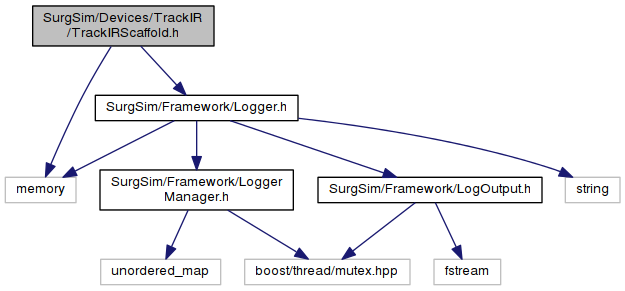 SurgSim/Devices/TrackIR
/TrackIRScaffold.h
SurgSim/Framework/Logger.h
memory
SurgSim/Framework/Logger
Manager.h
SurgSim/Framework/LogOutput.h
string
unordered_map
boost/thread/mutex.hpp
fstream